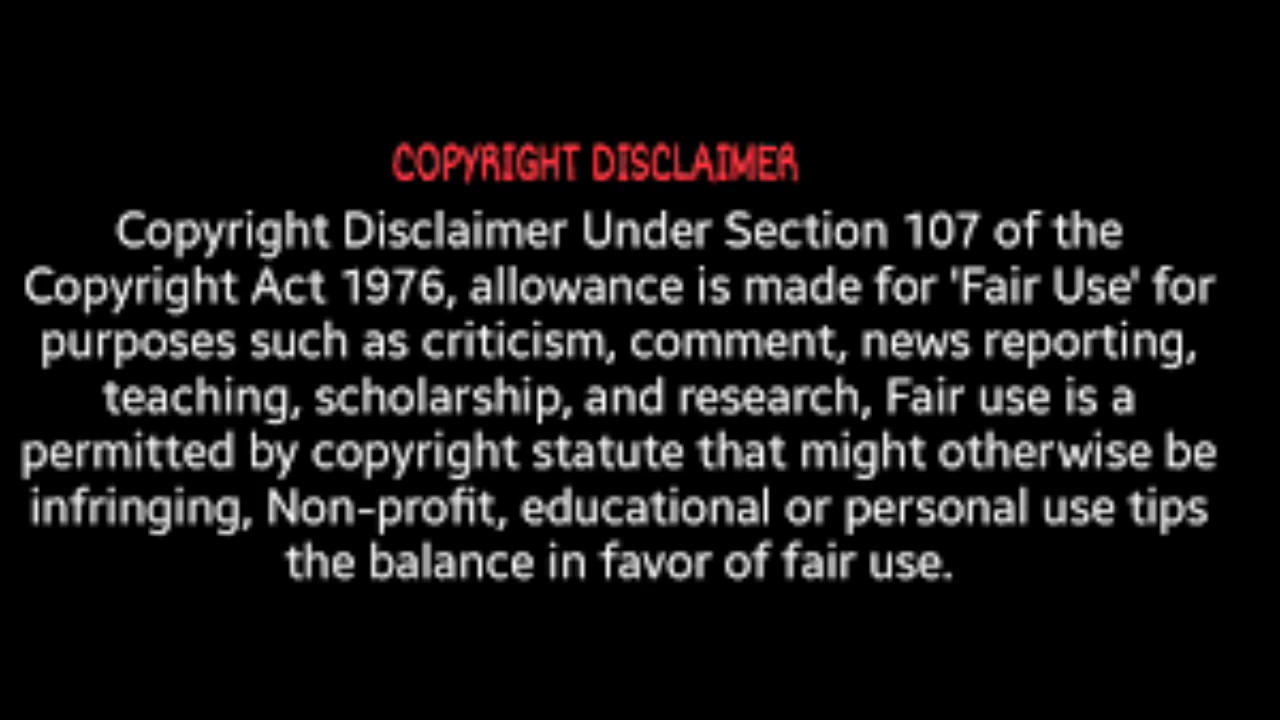 COPYRIGHT DISCLAIMER
Copyright Disclaimer Under Section 107 of the
Copyright Act 1976, allowance is made for 'Fair Use' for
purposes such as criticism, comment, news reporting,
teaching, scholarship, and research, Fair use is a
permitted by copyright statute that might otherwise be
infringing, Non-profit, educational or personal use tips
the balance in favor of fair use.